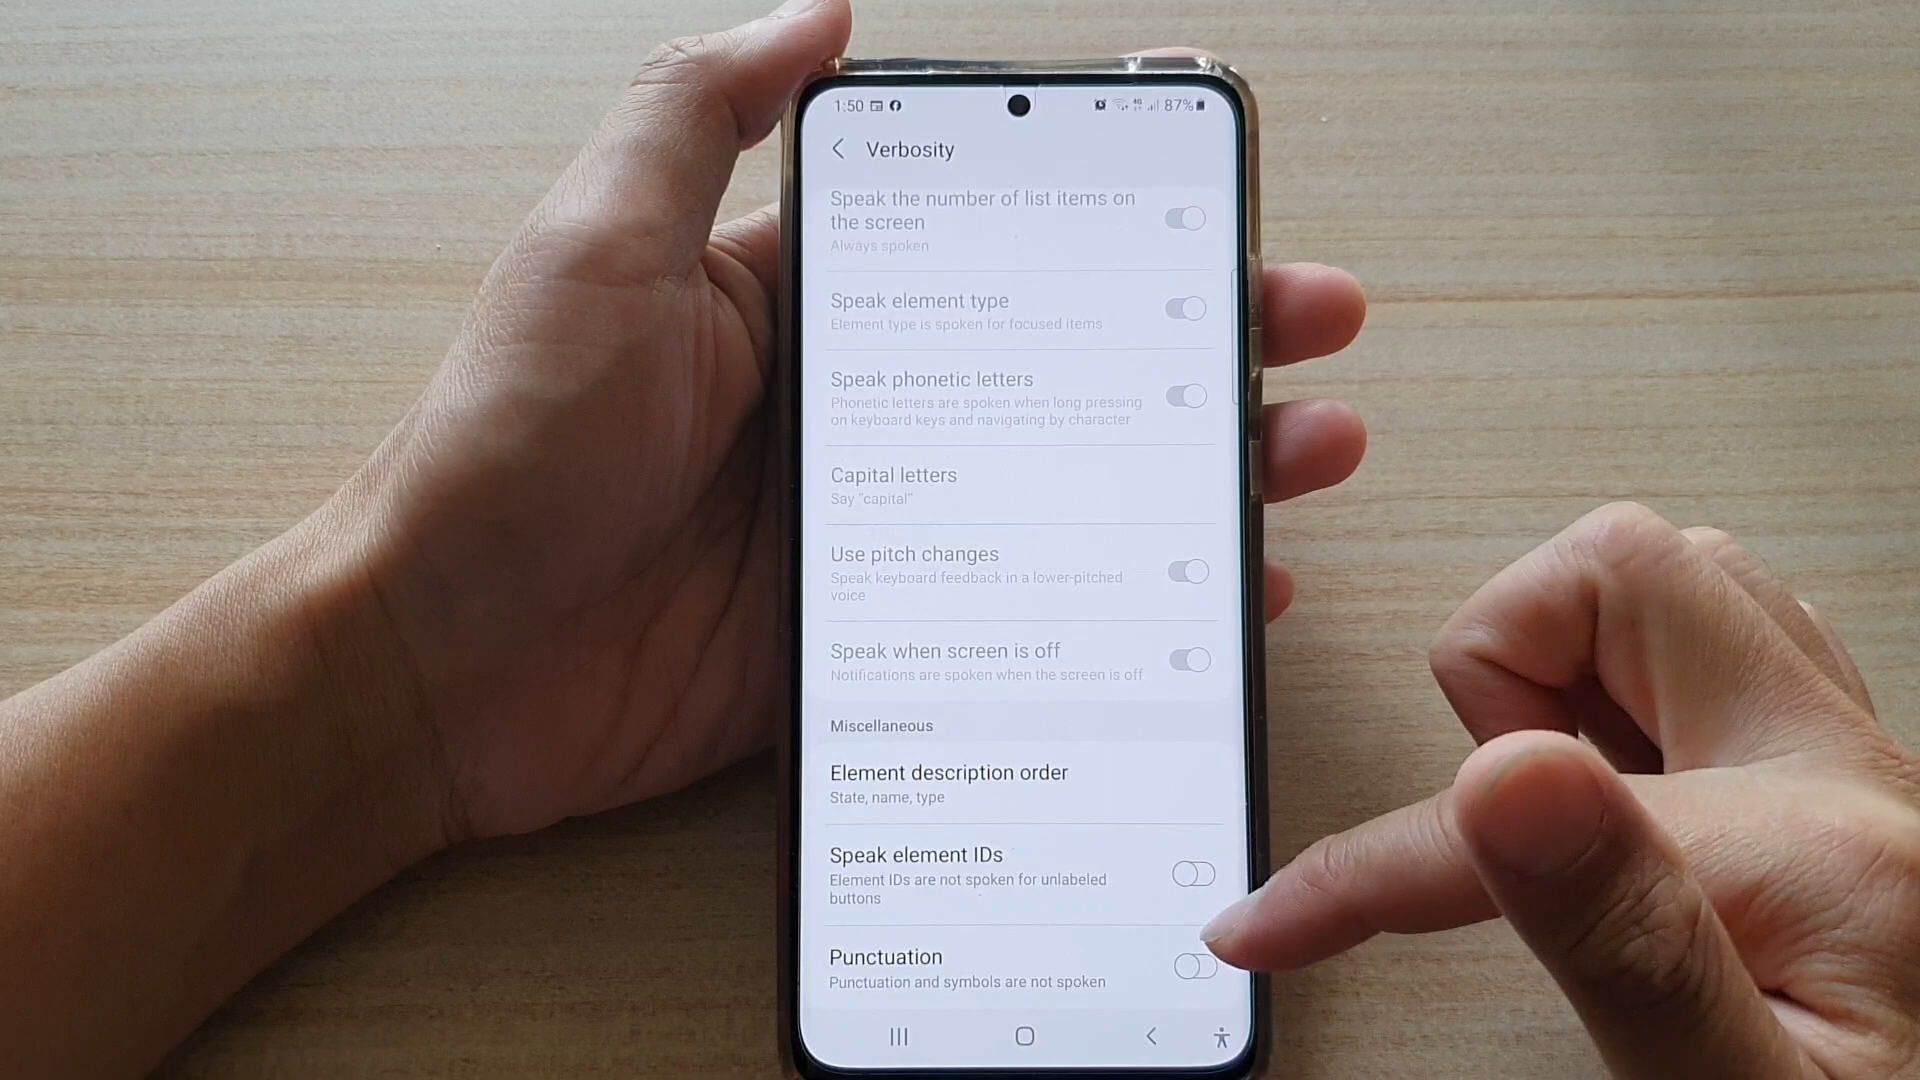 1:50 4G 87%
Verbosity
Speak the number of list items on
the screen
Always spoken
Speak element type
Element type is spoken for focused items
Speak phonetic letters
Phonetic letters are spoken when long pressing
on keyboard keys and navigating by character
Capital letters
Say "capital"
Use pitch changes
Speak keyboard feedback in a lower-pitched
voice
Speak when screen is off
Notifications are spoken when the screen is off
Miscellaneous
Element description order
State, name, type
Speak element IDs
Element IDs are not spoken for unlabeled
buttons
Punctuation
Punctuation and symbols are not spoken